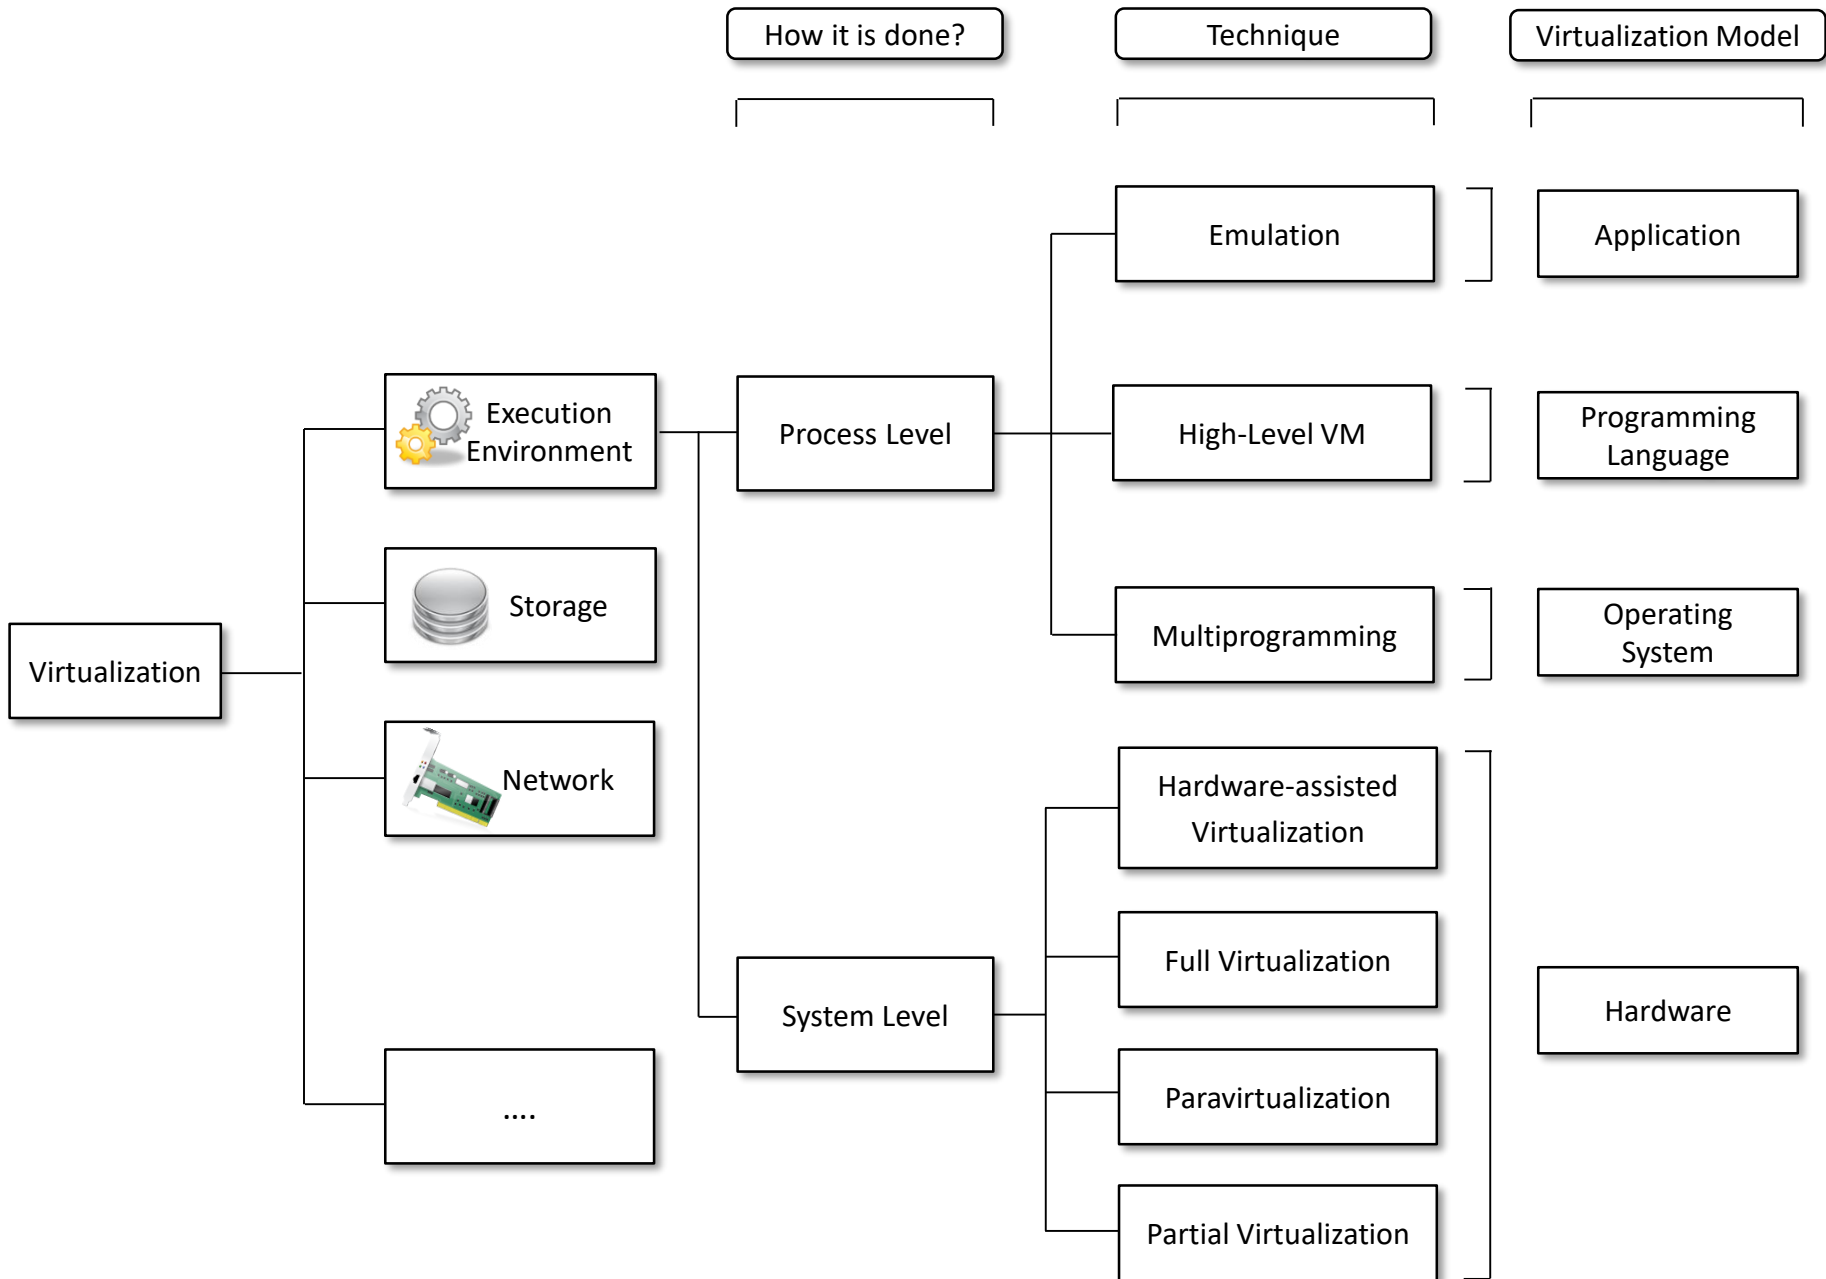 How it is done?
Technique
Virtualization Model
Emulation
Application
Execution
Environment
Process Level
High-Level VM
Programming
Language
Storage
Multiprogramming
Operating
System
Virtualization
Network
Hardware-assisted
Virtualization
System Level
Full Virtualization
Hardware
Paravirtualization
....
Partial Virtualization